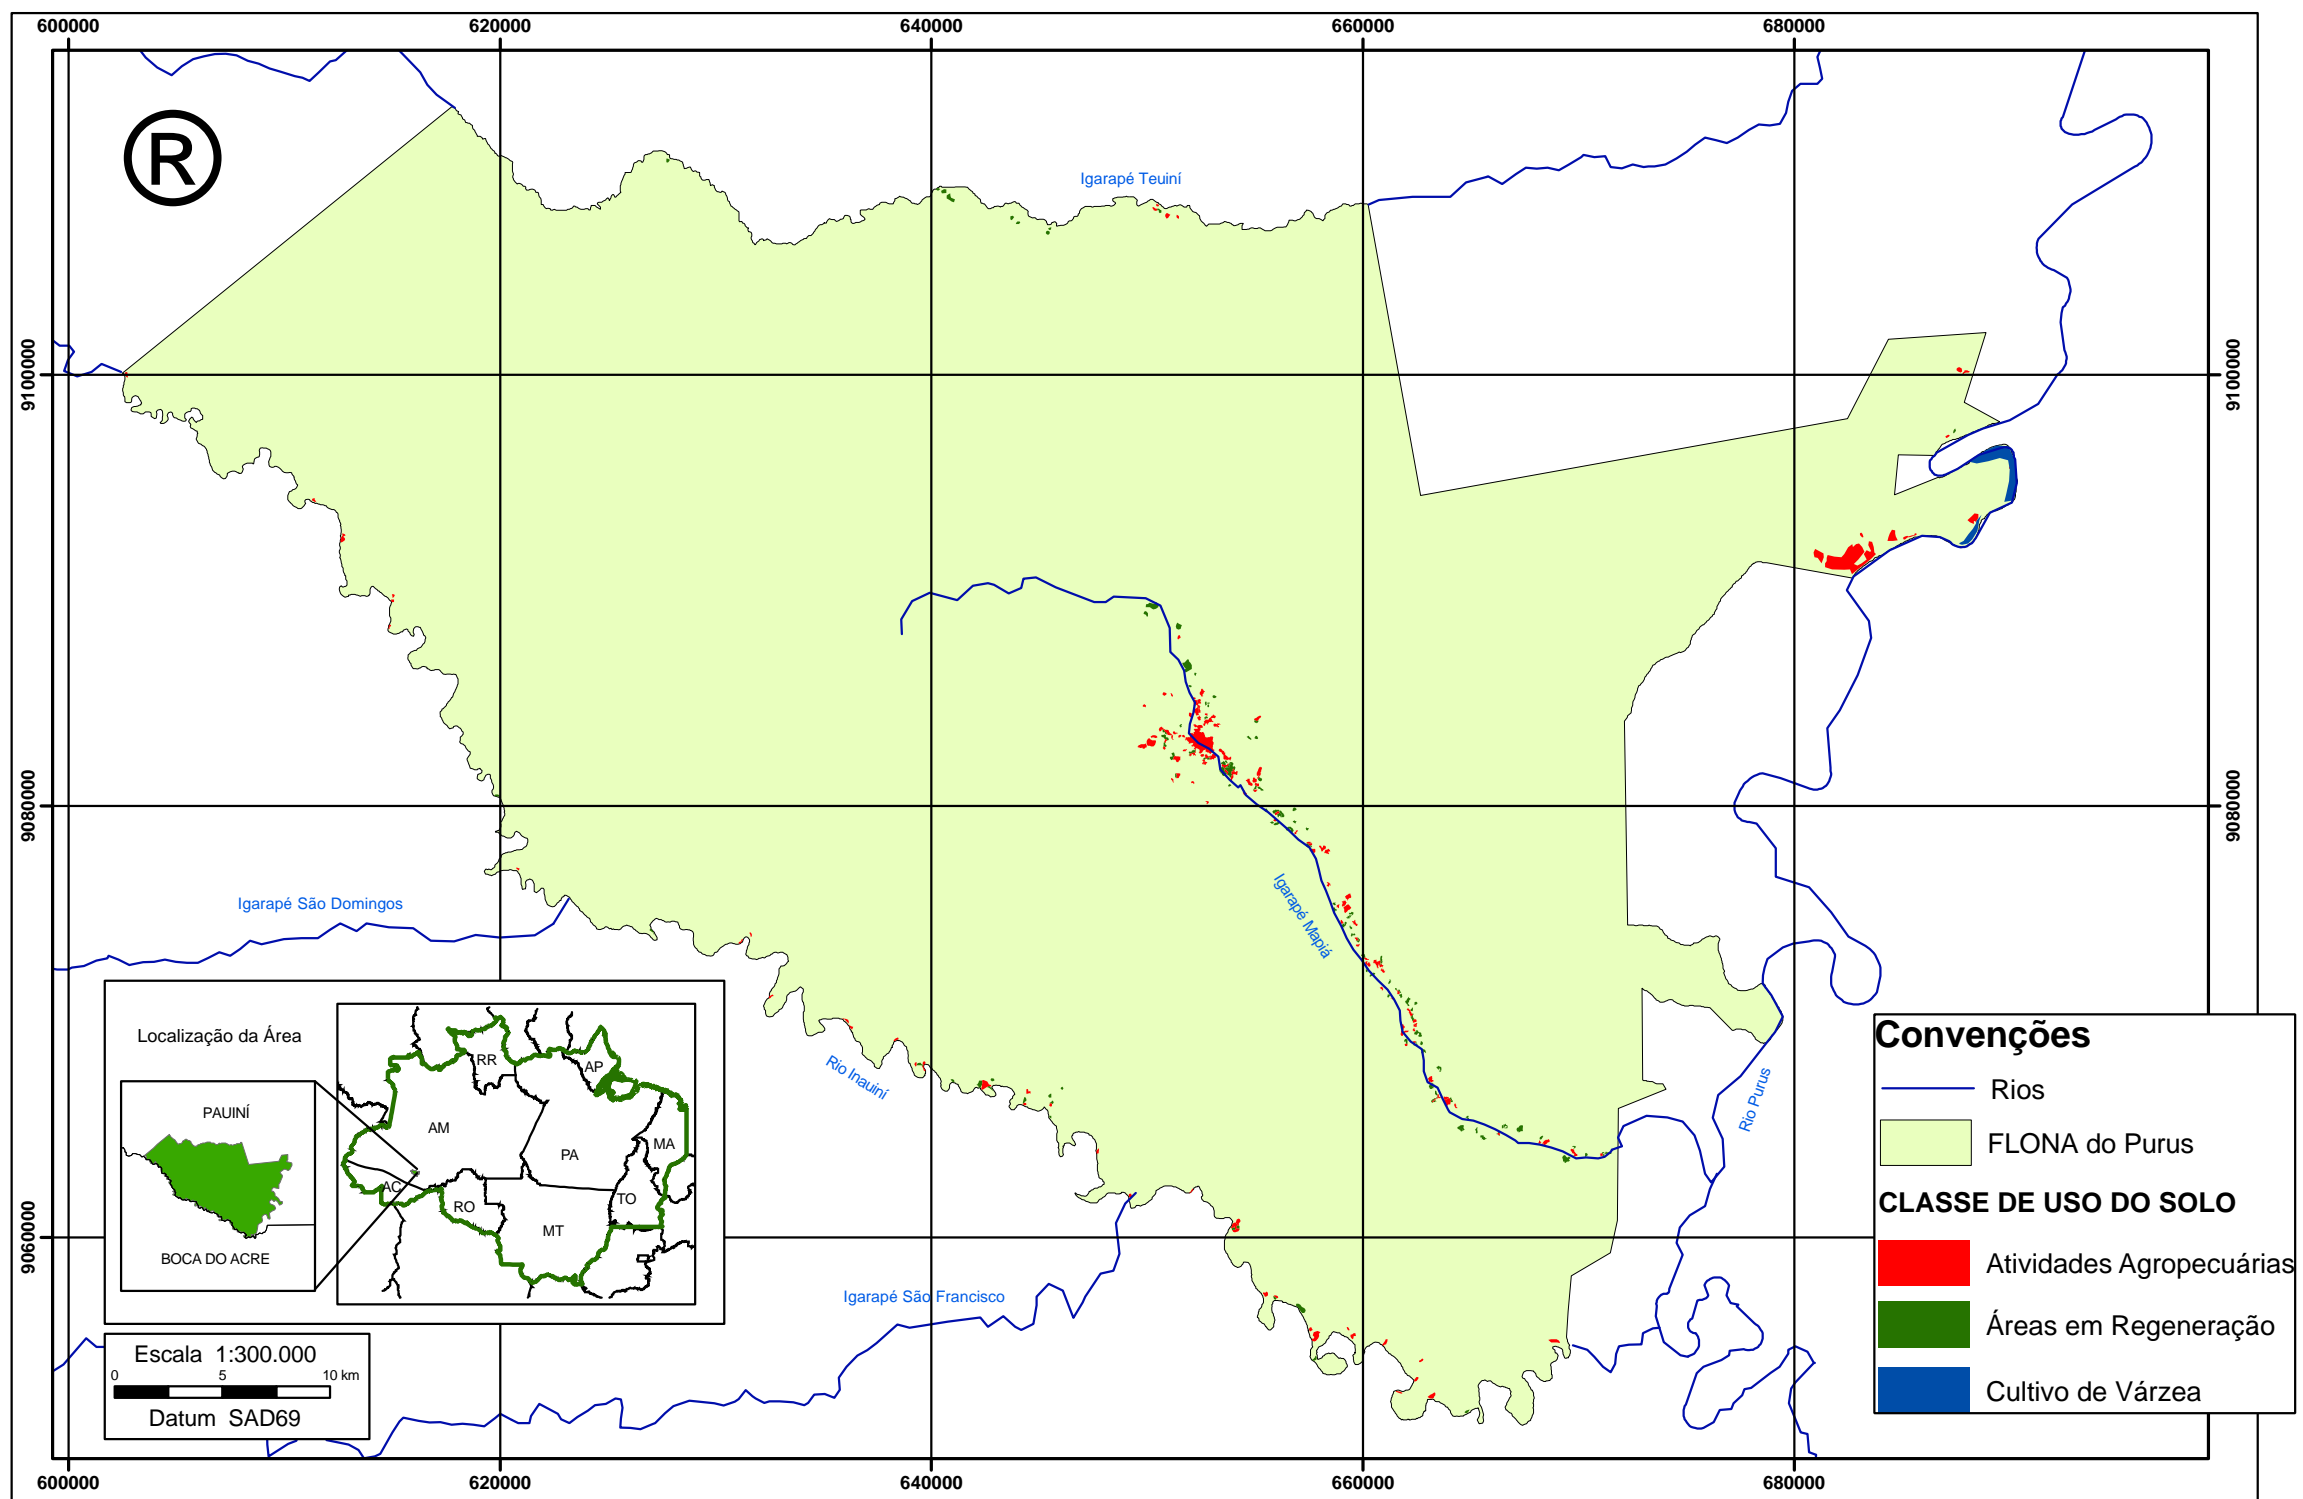 600000 620000 640000 660000 680000
®
Igarapé Teuiní
9100000 9100000
9080000 9080000
Igarapé Mapiá
Igarapé São Domingos
Rio Inauiní
Rio Purus
Igarapé São Francisco
9060000
Localização da Área
PAUINÍ
BOCA DO ACRE
RR
AP
AM
PA
MA
AC
RO
TO
MT
Escala 1:300.000
0 5 10 km
Datum SAD69
Convenções
Rios
FLONA do Purus
CLASSE DE USO DO SOLO
Atividades Agropecuárias
Áreas em Regeneração
Cultivo de Várzea
600000 620000 640000 660000 680000